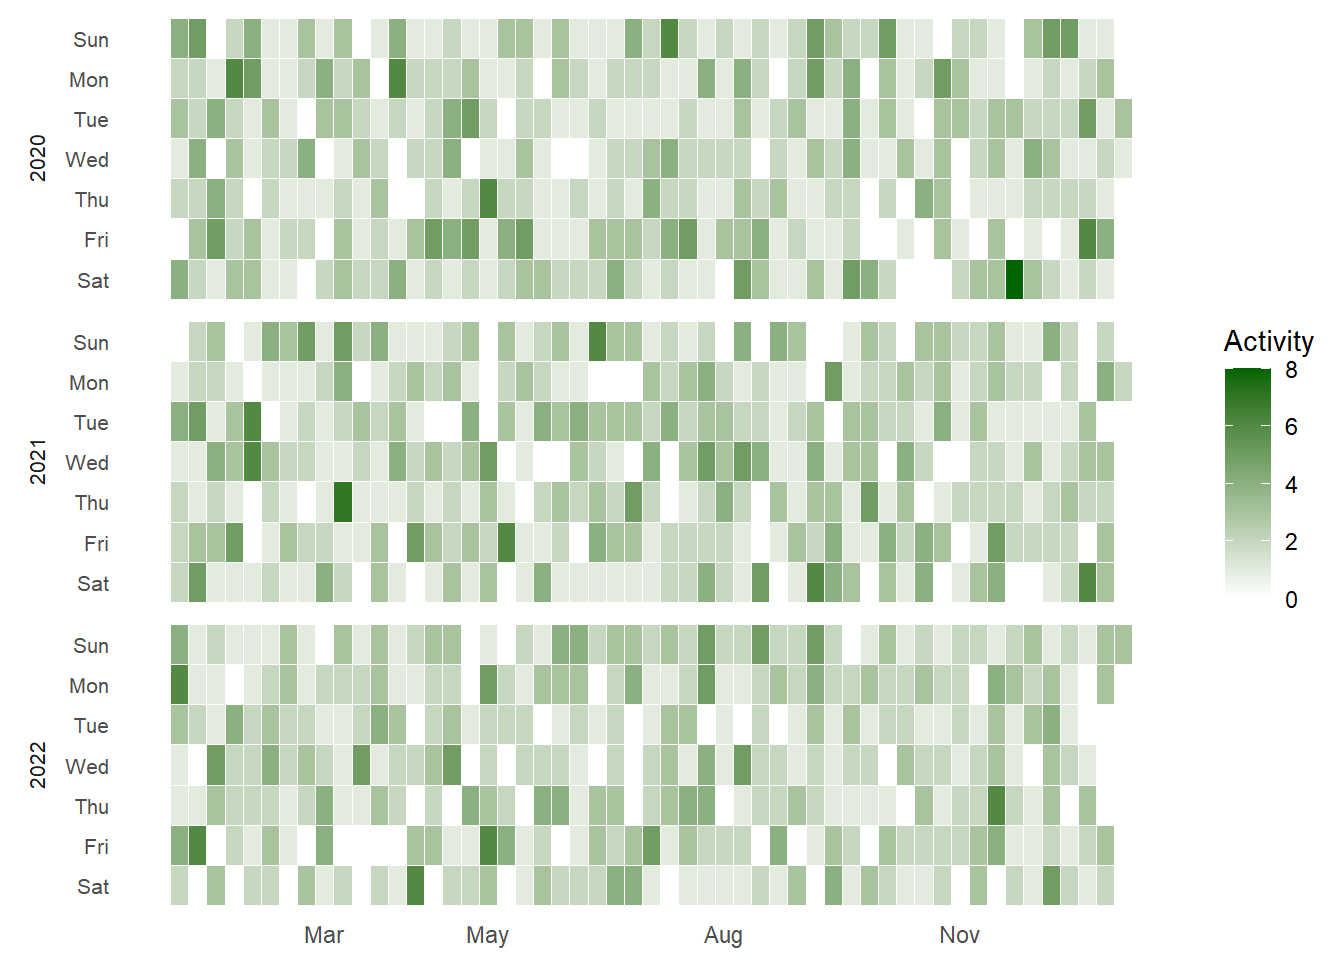 2020
Sun
Mon
Tue
Wed
Thu
Fri
Sat
2021
Sun
Mon
Tue
Wed
Thu
Fri
Sat
2022
Sun
Mon
Tue
Wed
Thu
Fri
Sat
Mar May Aug Nov
Activity
8
6
4
2
0